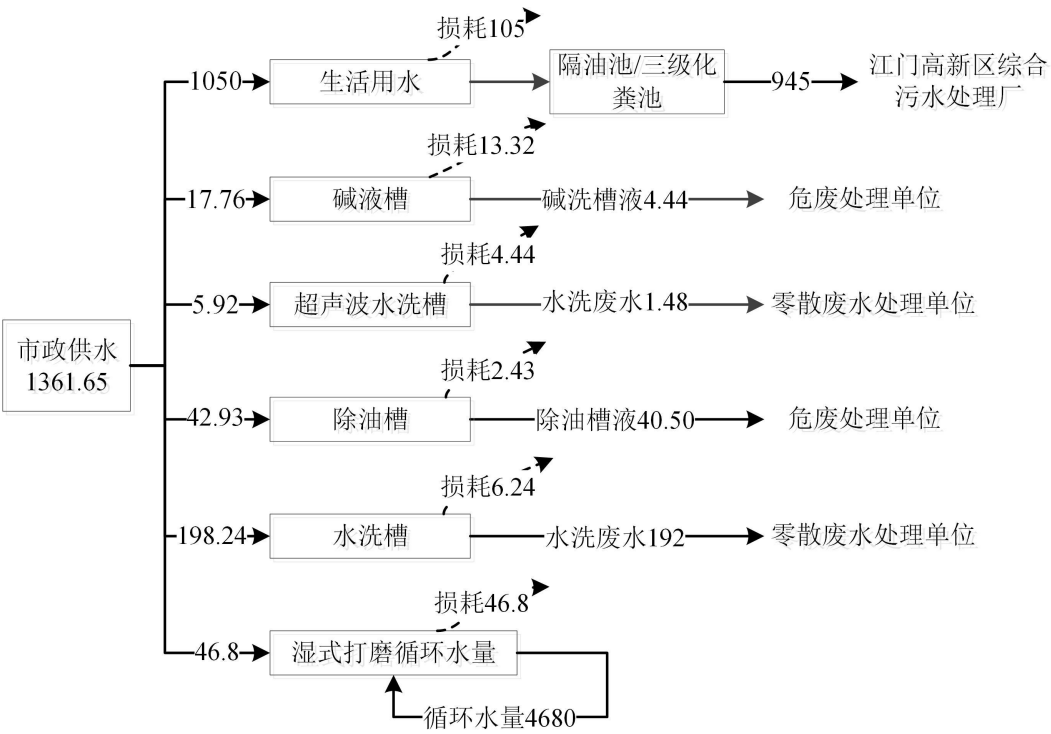 损耗105
1050
生活用水
隔油池/三级化
粪池
945
江门高新区综合
污水处理厂
损耗13.32
17.76
碱液槽
碱洗槽液4.44
危废处理单位
损耗4.44
5.92
超声波水洗槽
水洗废水1.48
零散废水处理单位
市政供水
1361.65
损耗2.43
42.93
除油槽
除油槽液40.50
危废处理单位
损耗6.24
198.24
水洗槽
水洗废水192
零散废水处理单位
损耗46.8
46.8
湿式打磨循环水量
循环水量4680